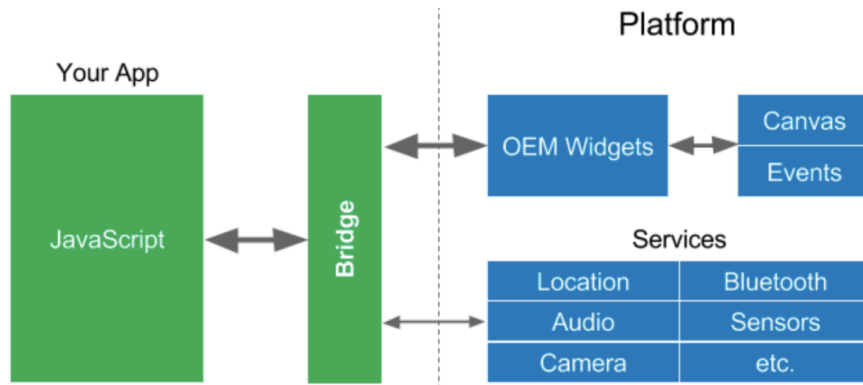 Platform
Your App
JavaScript
Bridge
OEM Widgets
Canvas
Events
Services
Location
Bluetooth
Audio
Sensors
Camera
etc.